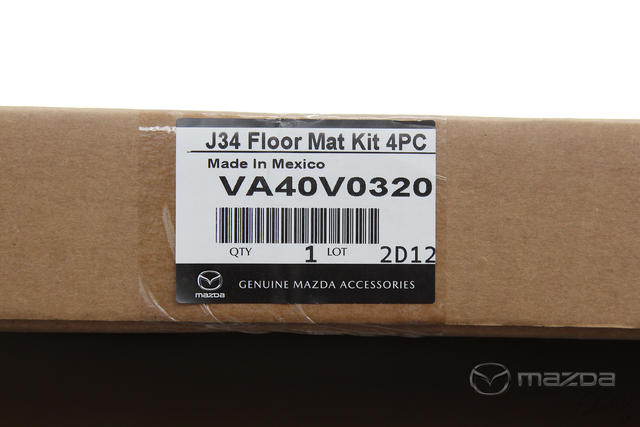 J34 Floor Mat Kit 4PC
Made In Mexico
VA40V0320
QTY 1 LOT 2D12
mazda GENUINE MAZDA ACCESSORIES
mazda